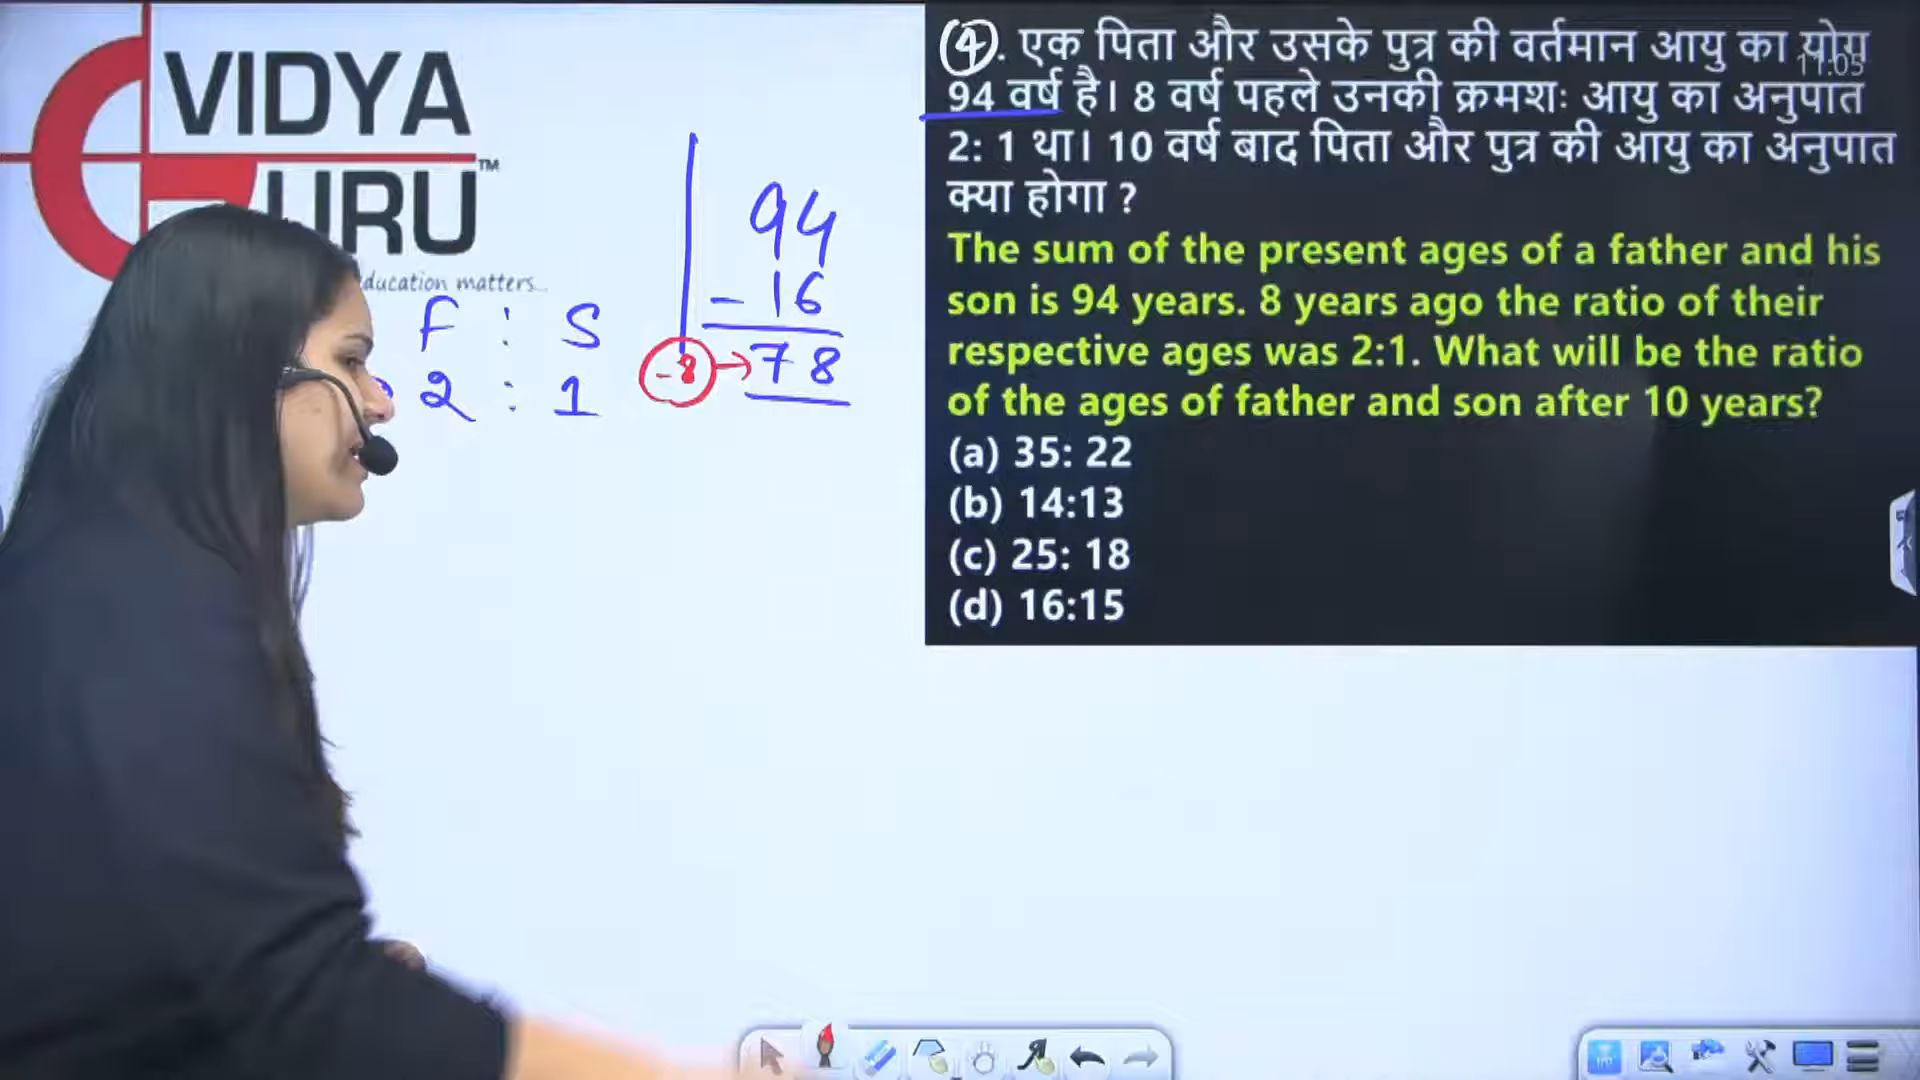 VIDYA
GURU™
ducation matters...
F : S
2 : 1
94
- 16
-8 → 78
(4). एक पिता और उसके पुत्र की वर्तमान आयु का योग
11:05
94 वर्ष है। 8 वर्ष पहले उनकी क्रमशः आयु का अनुपात
2: 1 था। 10 वर्ष बाद पिता और पुत्र की आयु का अनुपात
क्या होगा ?
The sum of the present ages of a father and his
son is 94 years. 8 years ago the ratio of their
respective ages was 2:1. What will be the ratio
of the ages of father and son after 10 years?
(a) 35: 22
(b) 14:13
(c) 25: 18
(d) 16:15